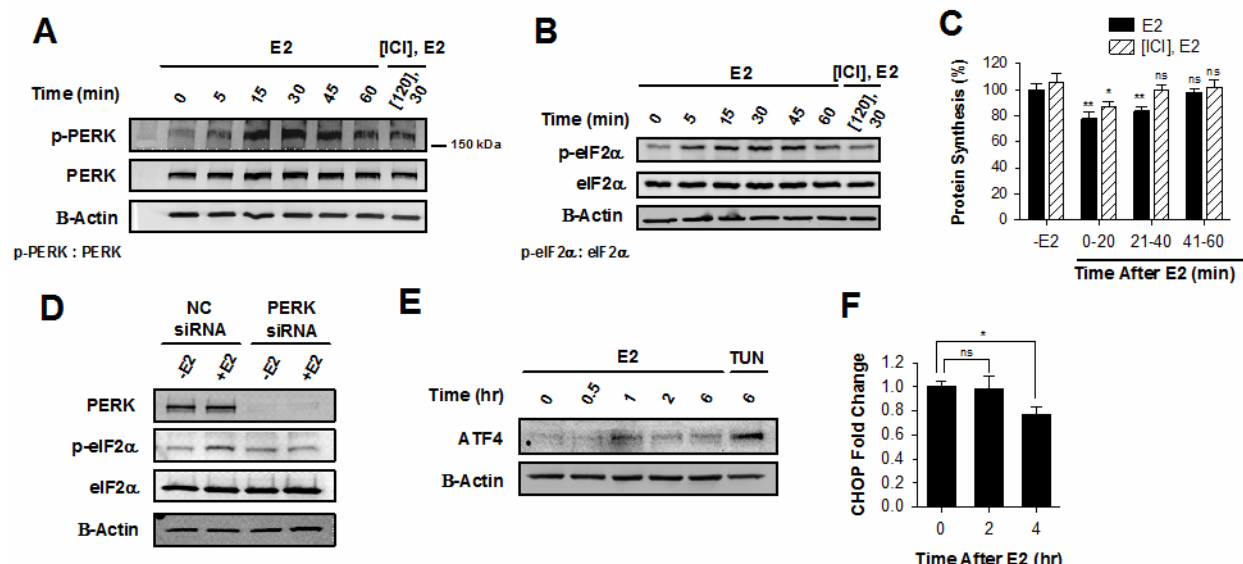 A
E2
[ICI], E2
Time (min)
0 5 15 30 45 60 [120], 30
p-PERK
150 kDa
PERK
B-Actin
p-PERK : PERK
B
E2
[ICI], E2
Time (min)
0 5 15 30 45 60 [120], 30
p-eIF2α
eIF2α
B-Actin
p-eIF2α : eIF2α
C
E2
[ICI], E2
Protein Synthesis (%)
120
100
80
60
40
20
0
** * ** ns ns ns
-E2 0-20 21-40 41-60
Time After E2 (min)
D
NC siRNA
PERK siRNA
-E2 +E2 -E2 +E2
PERK
p-eIF2α
eIF2α
B-Actin
E
E2
TUN
Time (hr)
0 0.5 1 2 6 6
ATF4
B-Actin
F
*
ns
CHOP Fold Change
1.2
1.0
0.8
0.6
0.4
0.2
0.0
0 2 4
Time After E2 (hr)